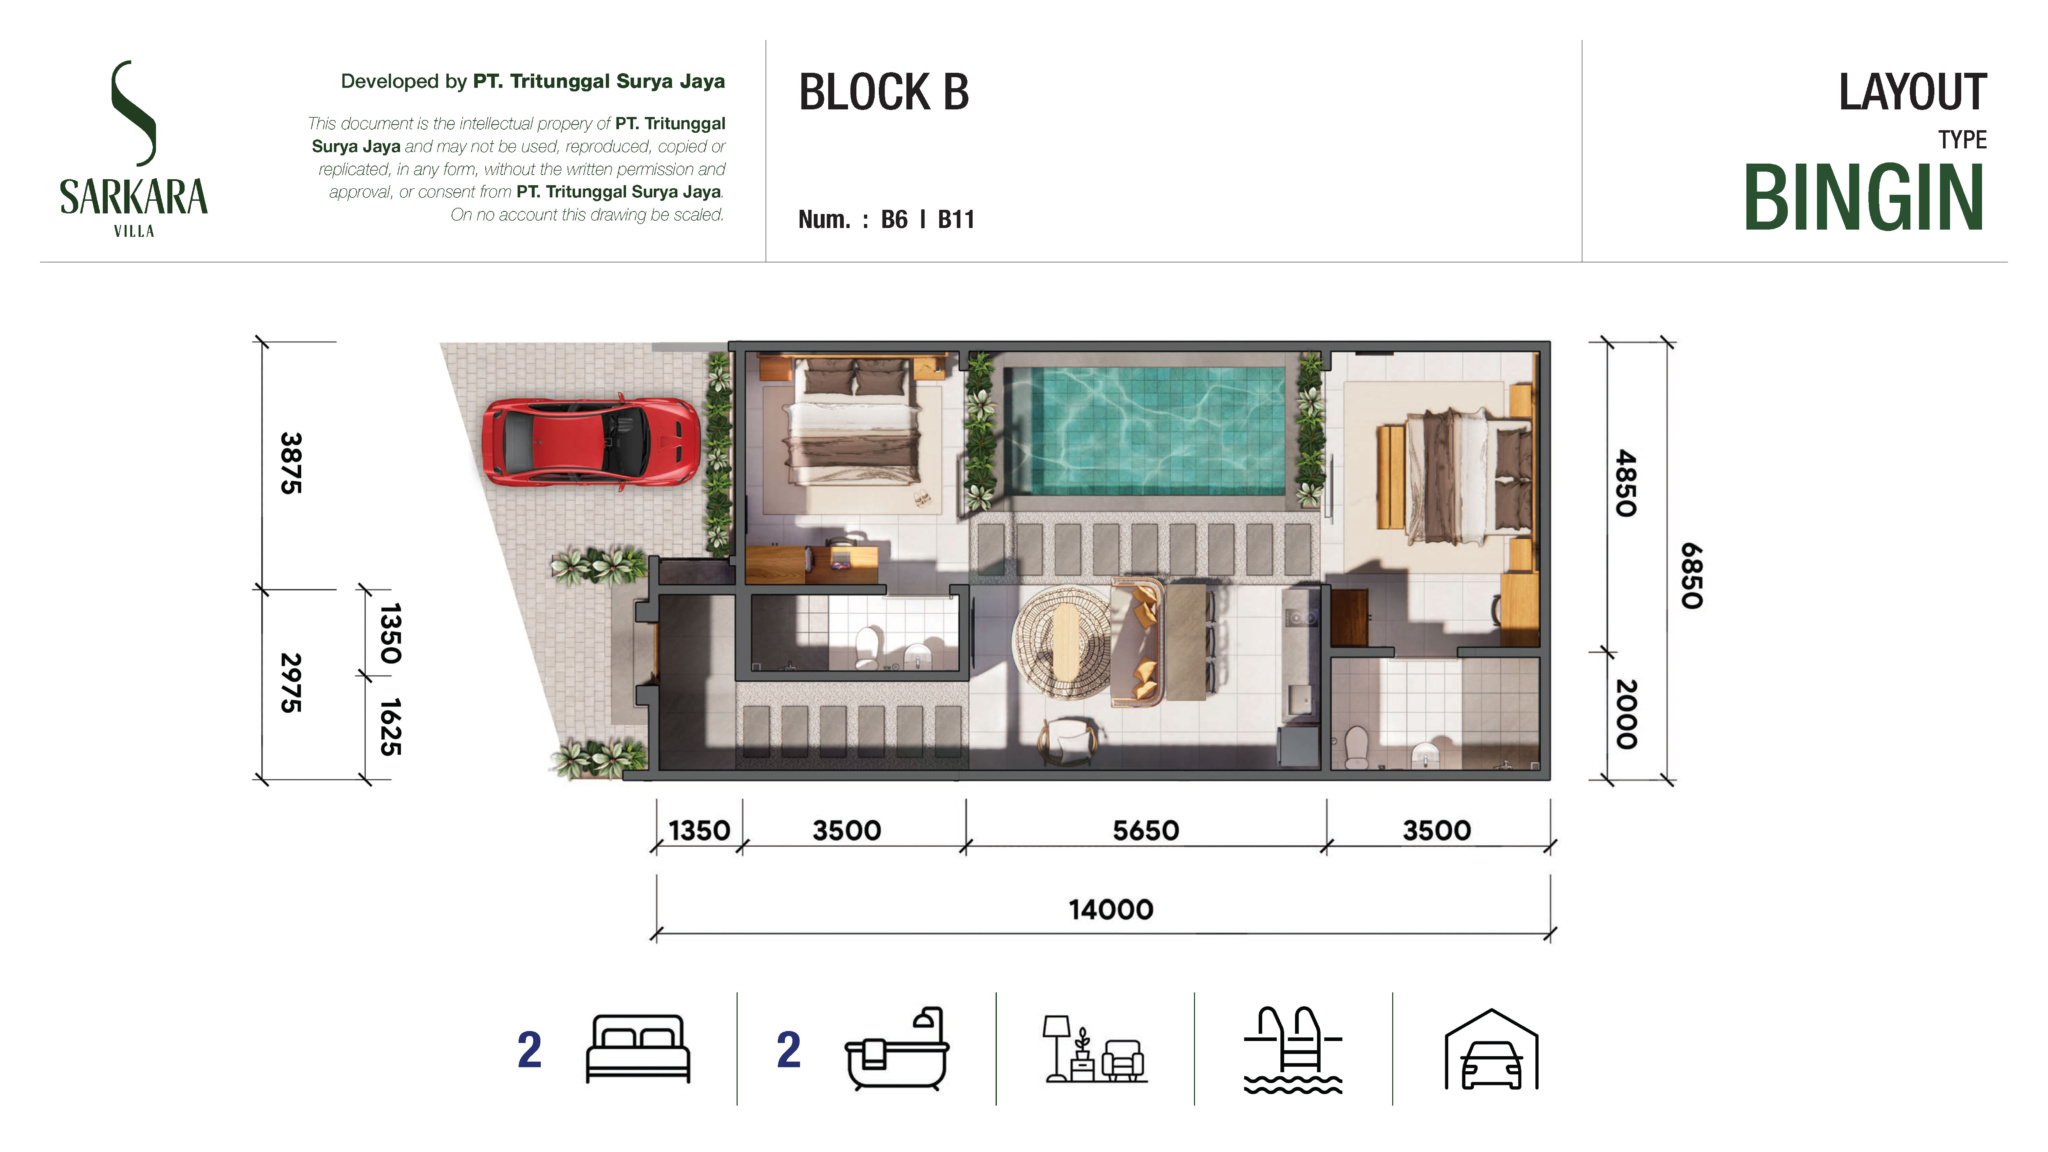 SARKARA
VILLA
Developed by PT. Tritunggal Surya Jaya
This document is the intellectual propery of PT. Tritunggal
Surya Jaya and may not be used, reproduced, copied or
replicated, in any form, without the written permission and
approval, or consent from PT. Tritunggal Surya Jaya.
On no account this drawing be scaled.
BLOCK B
Num. : B6 | B11
LAYOUT
TYPE
BINGIN
3875
2975
1350
1625
4850
2000
6850
1350
3500
5650
3500
14000
2
2